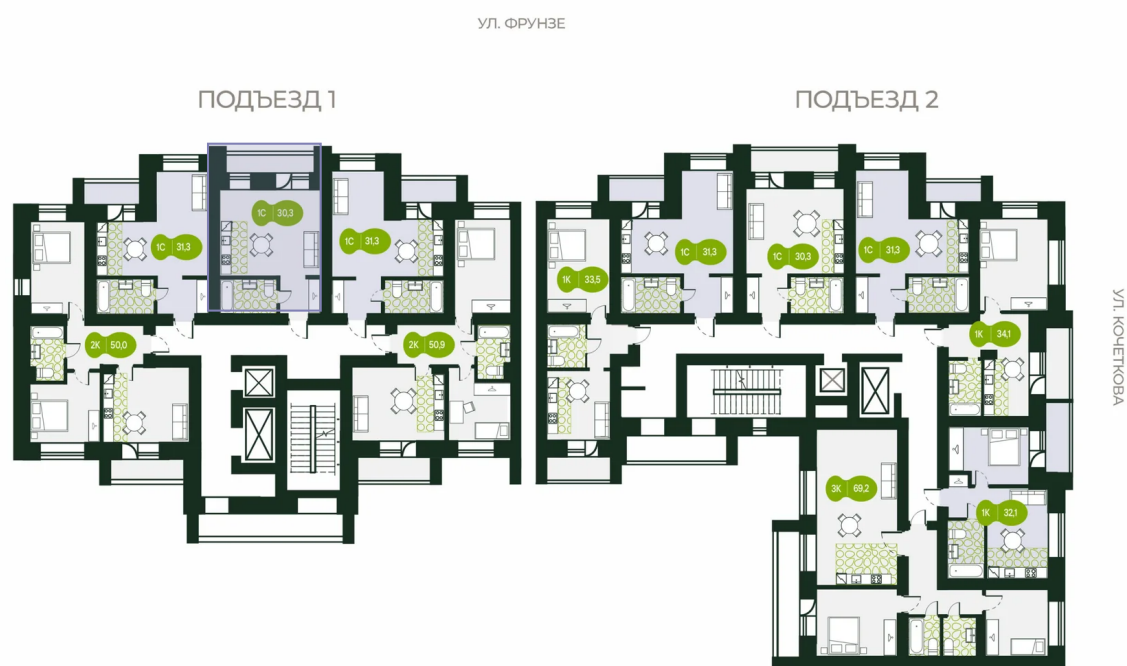 УЛ. ФРУНЗЕ
ПОДЪЕЗД 1
ПОДЪЕЗД 2
1С 30,3
1С 31,3
1С 31,3
2К 50,0
2К 50,9
1К 33,5
1С 31,3
1С 30,3
1С 31,3
1К 34,1
3К 69,2
1К 32,1
УЛ. КОЧЕТКОВА